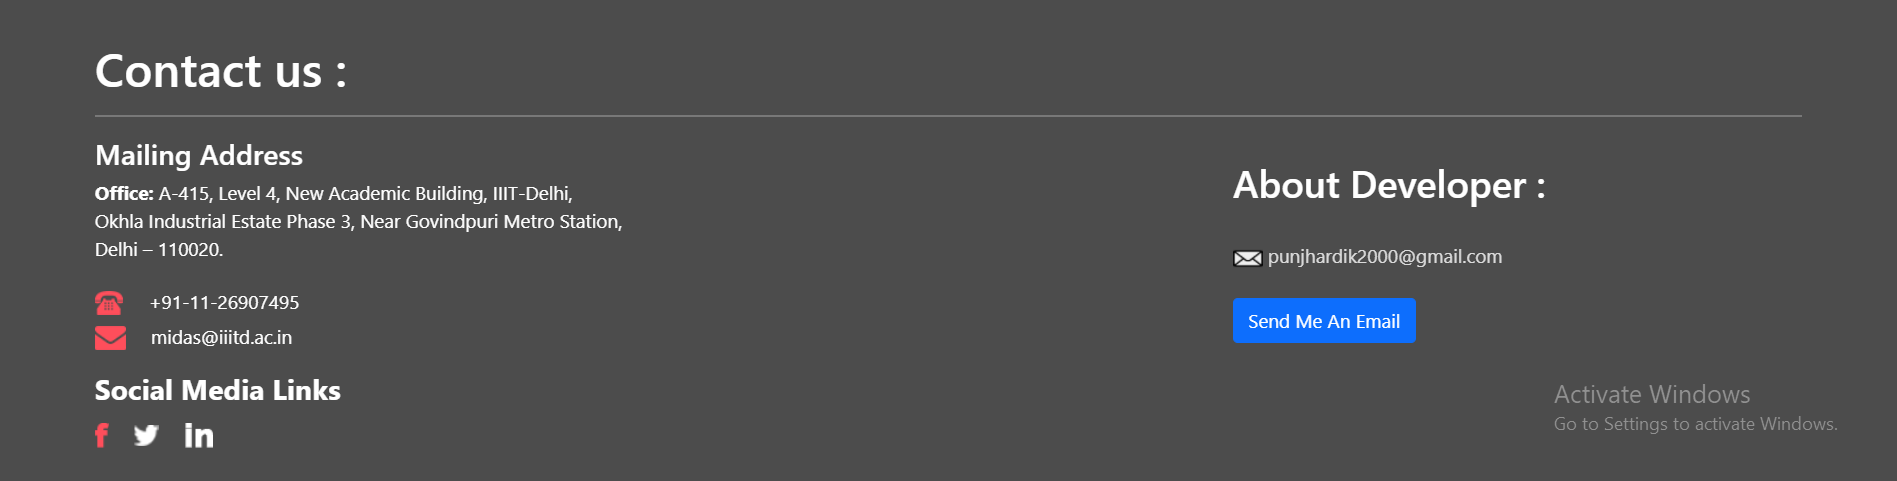 Contact us :
Mailing Address
Office: A-415, Level 4, New Academic Building, IIIT-Delhi,
Okhla Industrial Estate Phase 3, Near Govindpuri Metro Station,
Delhi – 110020.
+91-11-26907495
midas@iiitd.ac.in
Social Media Links
About Developer :
punjhardik2000@gmail.com
Send Me An Email
Activate Windows
Go to Settings to activate Windows.